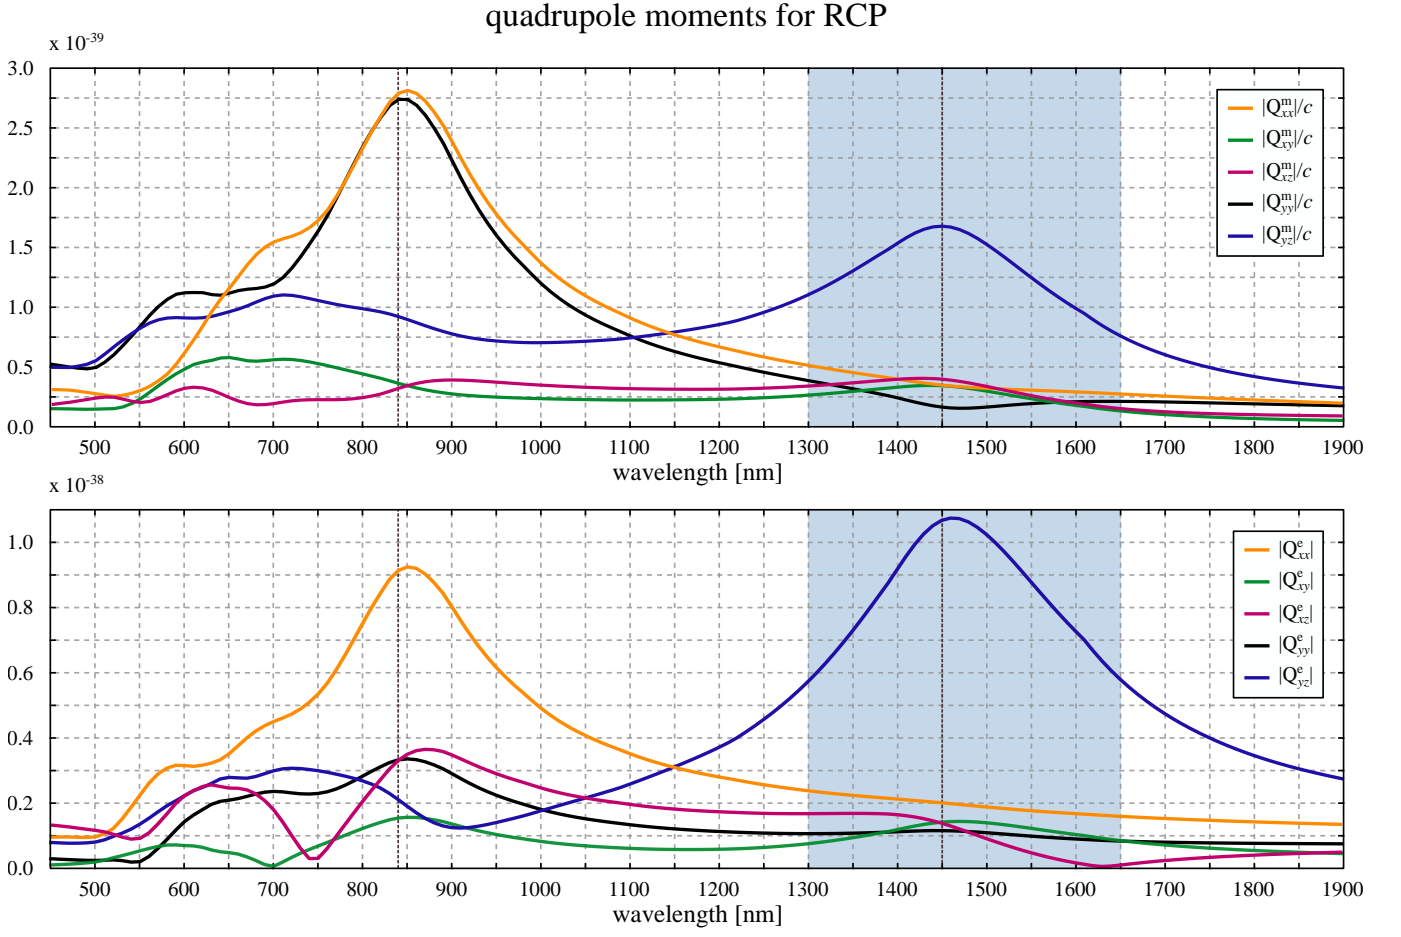 quadrupole moments for RCP
x 10^-39
3.0
2.5
2.0
1.5
1.0
0.5
0.0
|Q^m_xx|/c
|Q^m_xy|/c
|Q^m_xz|/c
|Q^m_yy|/c
|Q^m_yz|/c
500 600 700 800 900 1000 1100 1200 1300 1400 1500 1600 1700 1800 1900
wavelength [nm]
x 10^-38
1.0
0.8
0.6
0.4
0.2
0.0
|Q^e_xx|
|Q^e_xy|
|Q^e_xz|
|Q^e_yy|
|Q^e_yz|
500 600 700 800 900 1000 1100 1200 1300 1400 1500 1600 1700 1800 1900
wavelength [nm]